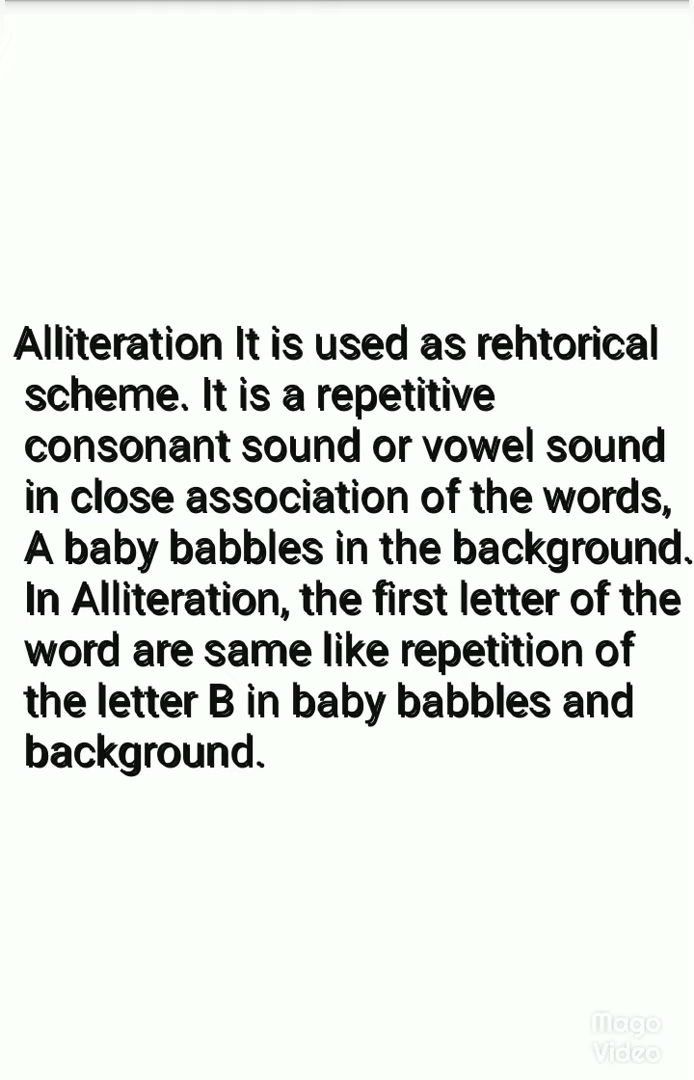 Alliteration It is used as rehtorical
scheme. It is a repetitive
consonant sound or vowel sound
in close association of the words,
A baby babbles in the background.
In Alliteration, the first letter of the
word are same like repetition of
the letter B in baby babbles and
background.
Mago
Video